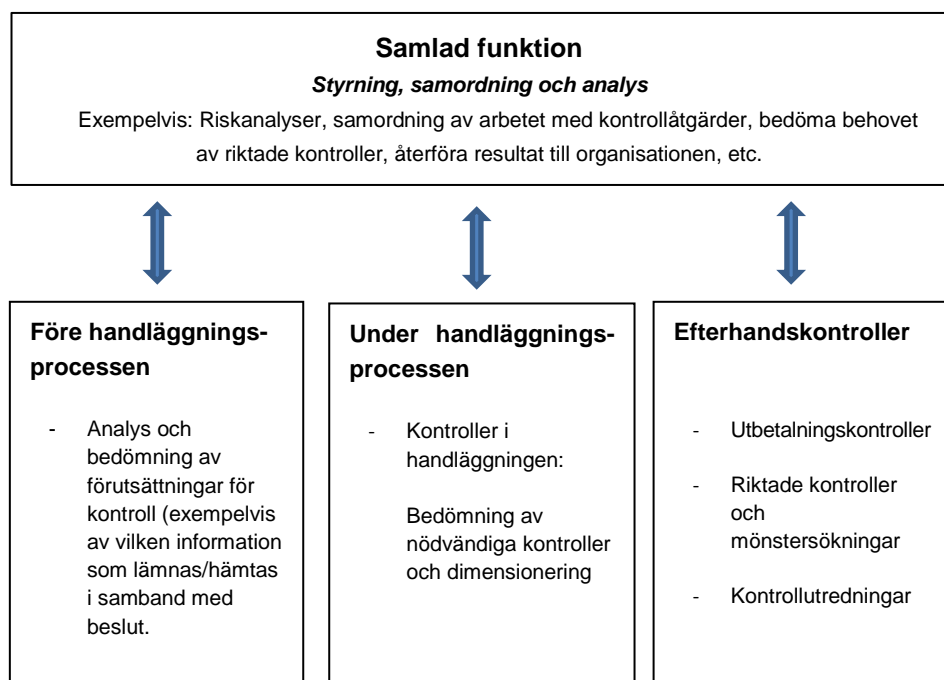 Samlad funktion
Styrning, samordning och analys
Exempelvis: Riskanalyser, samordning av arbetet med kontrollåtgärder, bedöma behovet
av riktade kontroller, återföra resultat till organisationen, etc.
Före handläggnings-
processen
- Analys och
bedömning av
förutsättningar för
kontroll (exempelvis
av vilken information
som lämnas/hämtas
i samband med
beslut.
Under handläggnings-
processen
- Kontroller i
handläggningen:
Bedömning av
nödvändiga kontroller
och dimensionering
Efterhandskontroller
- Utbetalningskontroller
- Riktade kontroller
och
mönstersökningar
- Kontrollutredningar